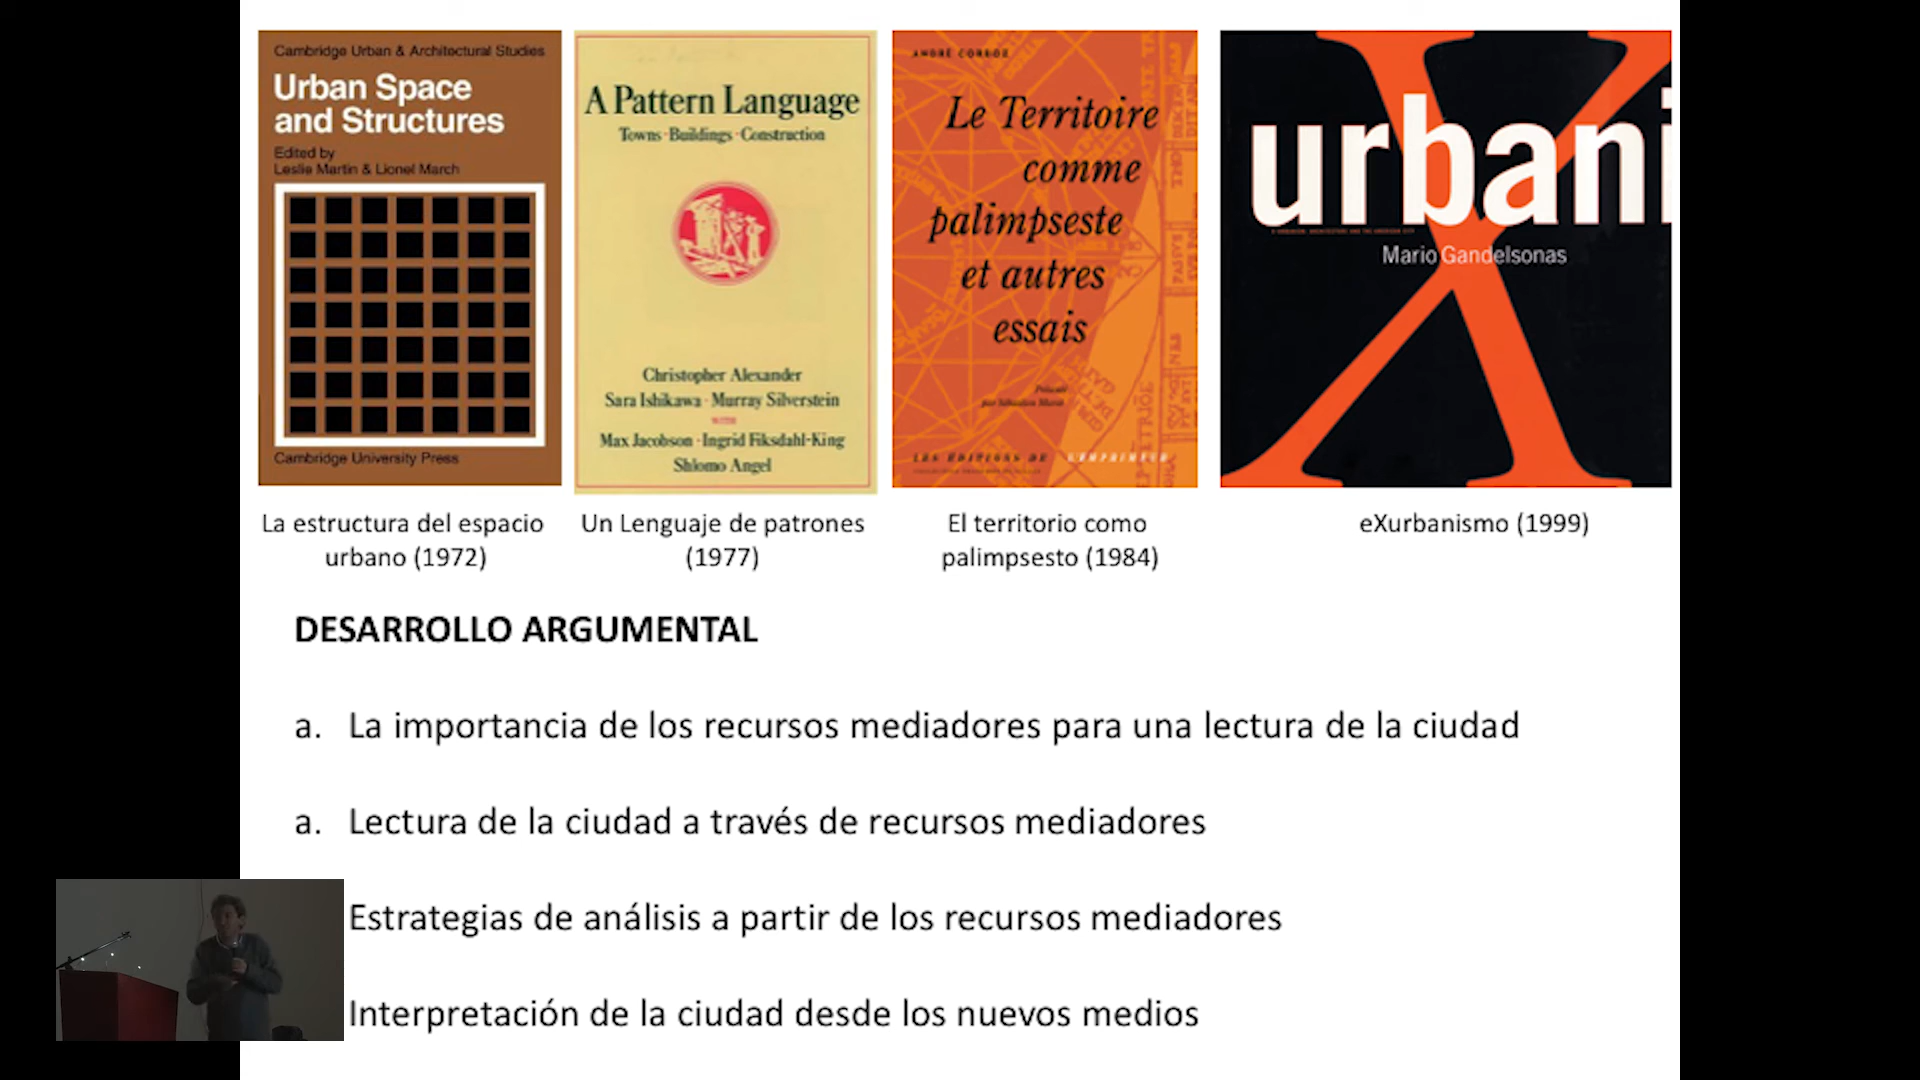 Cambridge Urban & Architectural Studies
Urban Space
and Structures
Edited by
Leslie Martin & Lionel March
Cambridge University Press
A Pattern Language
Towns · Buildings · Construction
Christopher Alexander
Sara Ishikawa · Murray Silverstein
WITH
Max Jacobson · Ingrid Fiksdahl-King
Shlomo Angel
ANDRÉ CORBOZ
Le Territoire
comme
palimpseste
et autres
essais
LES ÉDITIONS DE L'IMPRIMEUR
urbani
Mario Gandelsonas
La estructura del espacio
urbano (1972)
Un Lenguaje de patrones
(1977)
El territorio como
palimpsesto (1984)
eXurbanismo (1999)
DESARROLLO ARGUMENTAL
a. La importancia de los recursos mediadores para una lectura de la ciudad
a. Lectura de la ciudad a través de recursos mediadores
Estrategias de análisis a partir de los recursos mediadores
Interpretación de la ciudad desde los nuevos medios